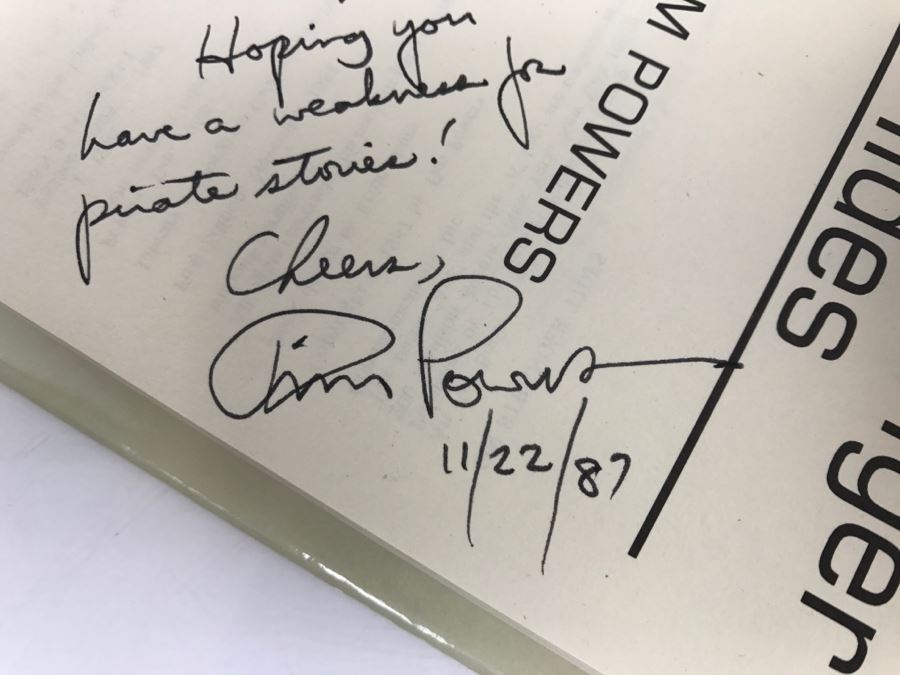 Hoping you
have a weakness for
pirate stories!
Cheers,
Tim Powers
11/22/87
M POWERS
ides
nger